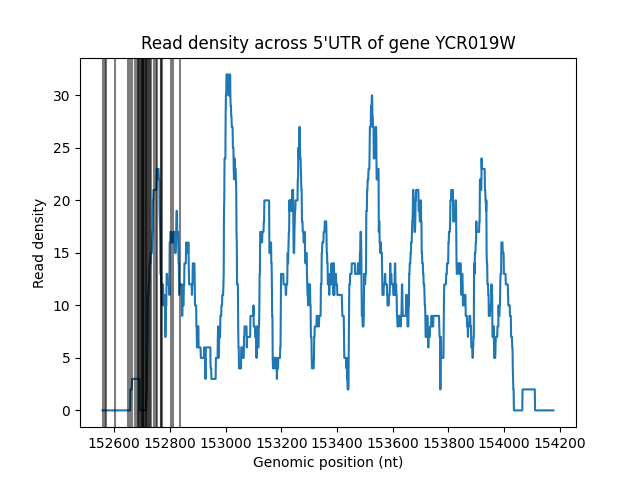 Read density across 5'UTR of gene YCR019W
30
25
20
15
10
5
0
Read density
152600 152800 153000 153200 153400 153600 153800 154000 154200
Genomic position (nt)